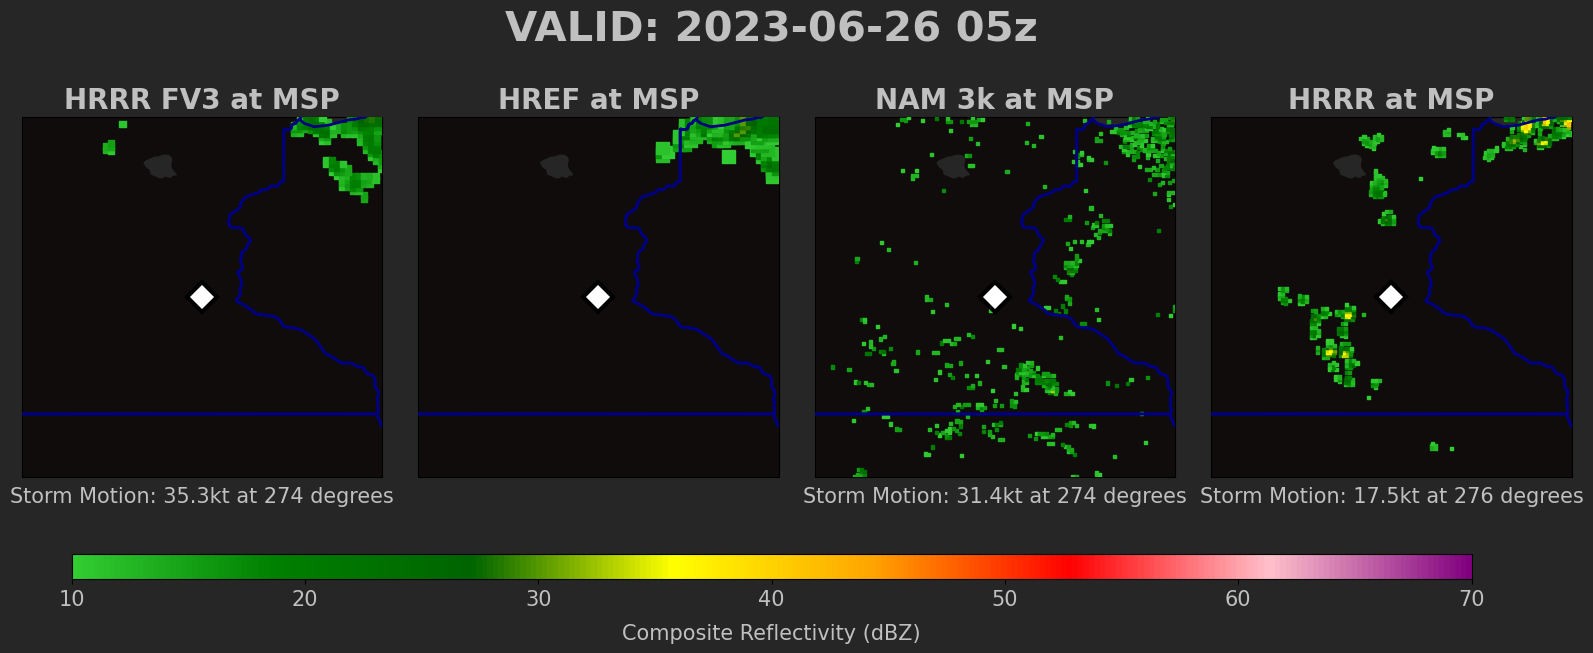 VALID: 2023-06-26 05z
HRRR FV3 at MSP
HREF at MSP
NAM 3k at MSP
HRRR at MSP
Storm Motion: 35.3kt at 274 degrees
Storm Motion: 31.4kt at 274 degrees
Storm Motion: 17.5kt at 276 degrees
10 20 30 40 50 60 70
Composite Reflectivity (dBZ)